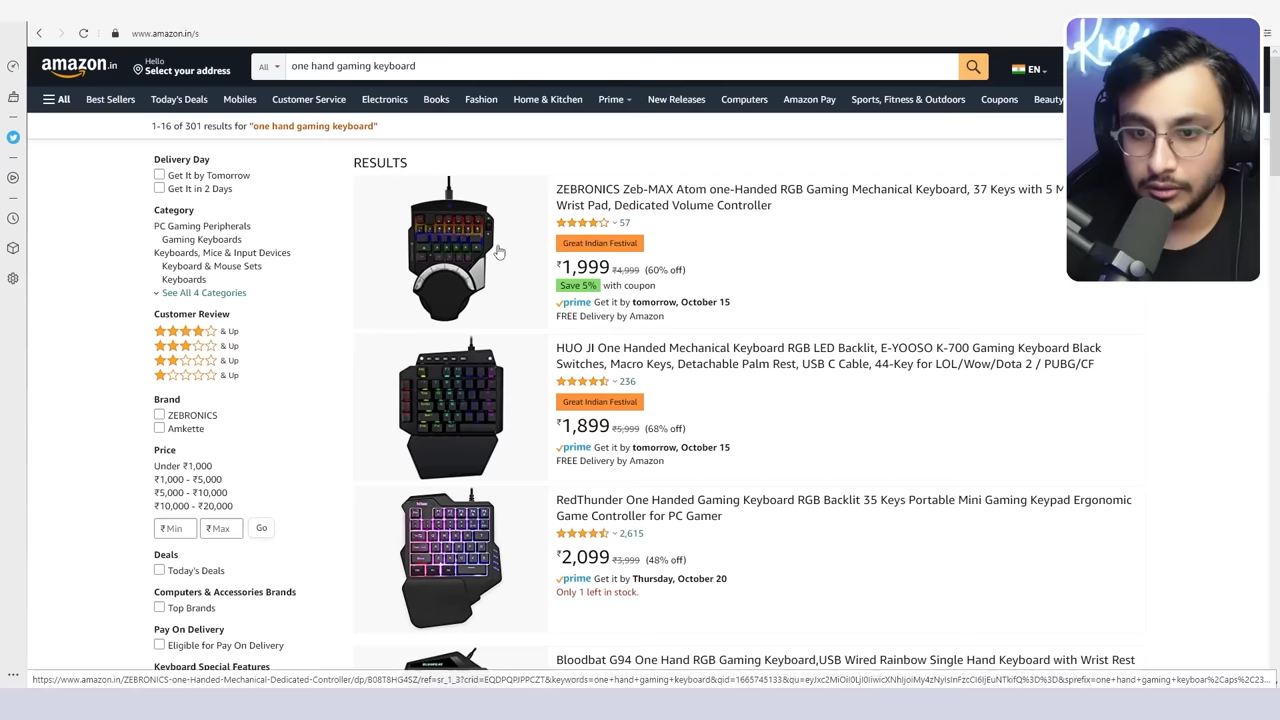 www.amazon.in/s
amazon.in
Hello
Select your address
All
one hand gaming keyboard
EN
All
Best Sellers
Today's Deals
Mobiles
Customer Service
Electronics
Books
Fashion
Home & Kitchen
Prime
New Releases
Computers
Amazon Pay
Sports, Fitness & Outdoors
Coupons
Beauty
1-16 of 301 results for "one hand gaming keyboard"
Delivery Day
Get It by Tomorrow
Get It in 2 Days
Category
PC Gaming Peripherals
Gaming Keyboards
Keyboards, Mice & Input Devices
Keyboard & Mouse Sets
Keyboards
See All 4 Categories
Customer Review
& Up
& Up
& Up
& Up
Brand
ZEBRONICS
Amkette
Price
Under ₹1,000
₹1,000 - ₹5,000
₹5,000 - ₹10,000
₹10,000 - ₹20,000
₹ Min
₹ Max
Go
Deals
Today's Deals
Computers & Accessories Brands
Top Brands
Pay On Delivery
Eligible for Pay On Delivery
Keyboard Special Features
RESULTS
ZEBRONICS Zeb-MAX Atom one-Handed RGB Gaming Mechanical Keyboard, 37 Keys with 5 M
Wrist Pad, Dedicated Volume Controller
57
Great Indian Festival
₹1,999 ₹4,999 (60% off)
Save 5% with coupon
prime Get it by tomorrow, October 15
FREE Delivery by Amazon
HUO JI One Handed Mechanical Keyboard RGB LED Backlit, E-YOOSO K-700 Gaming Keyboard Black
Switches, Macro Keys, Detachable Palm Rest, USB C Cable, 44-Key for LOL/Wow/Dota 2 / PUBG/CF
236
Great Indian Festival
₹1,899 ₹5,999 (68% off)
prime Get it by tomorrow, October 15
FREE Delivery by Amazon
RedThunder One Handed Gaming Keyboard RGB Backlit 35 Keys Portable Mini Gaming Keypad Ergonomic
Game Controller for PC Gamer
2,615
₹2,099 ₹3,999 (48% off)
prime Get it by Thursday, October 20
Only 1 left in stock.
Bloodbat G94 One Hand RGB Gaming Keyboard,USB Wired Rainbow Single Hand Keyboard with Wrist Rest